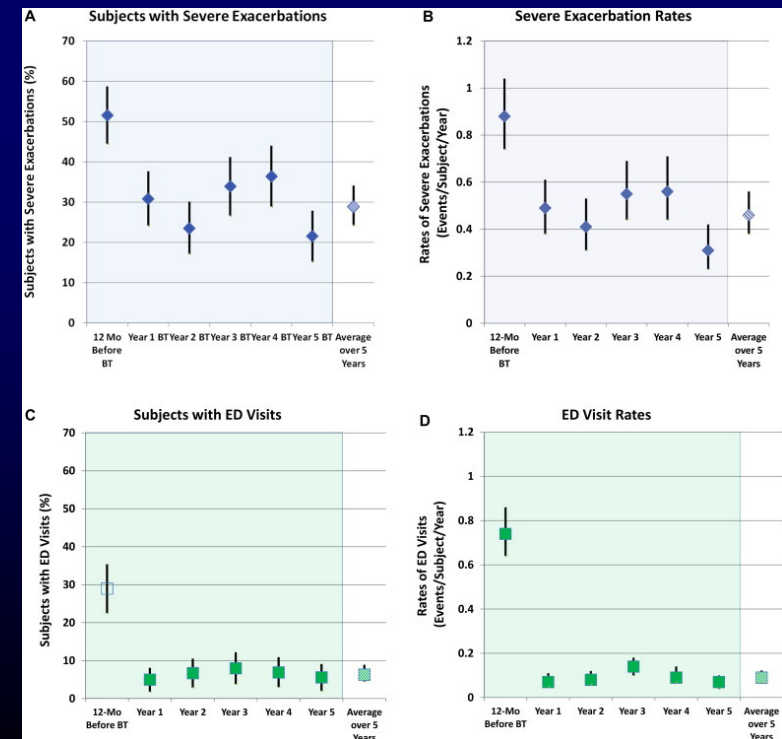 A
Subjects with Severe Exacerbations
Subjects with Severe Exacerbations (%)
70
60
50
40
30
20
10
0
12 Mo Before BT
Year 1 BT
Year 2 BT
Year 3 BT
Year 4 BT
Year 5 BT
Average over 5 Years
B
Severe Exacerbation Rates
Rates of Severe Exacerbations
(Events/Subject/Year)
1.2
1
0.8
0.6
0.4
0.2
0
12-Mo Before BT
Year 1
Year 2
Year 3
Year 4
Year 5
Average over 5 Years
C
Subjects with ED Visits
Subjects with ED Visits (%)
70
60
50
40
30
20
10
0
12-Mo Before BT
Year 1
Year 2
Year 3
Year 4
Year 5
Average over 5 Years
D
ED Visit Rates
Rates of ED Visits
(Events/Subject/Year)
1.2
1
0.8
0.6
0.4
0.2
0
12-Mo Before BT
Year 1
Year 2
Year 3
Year 4
Year 5
Average over 5 Years